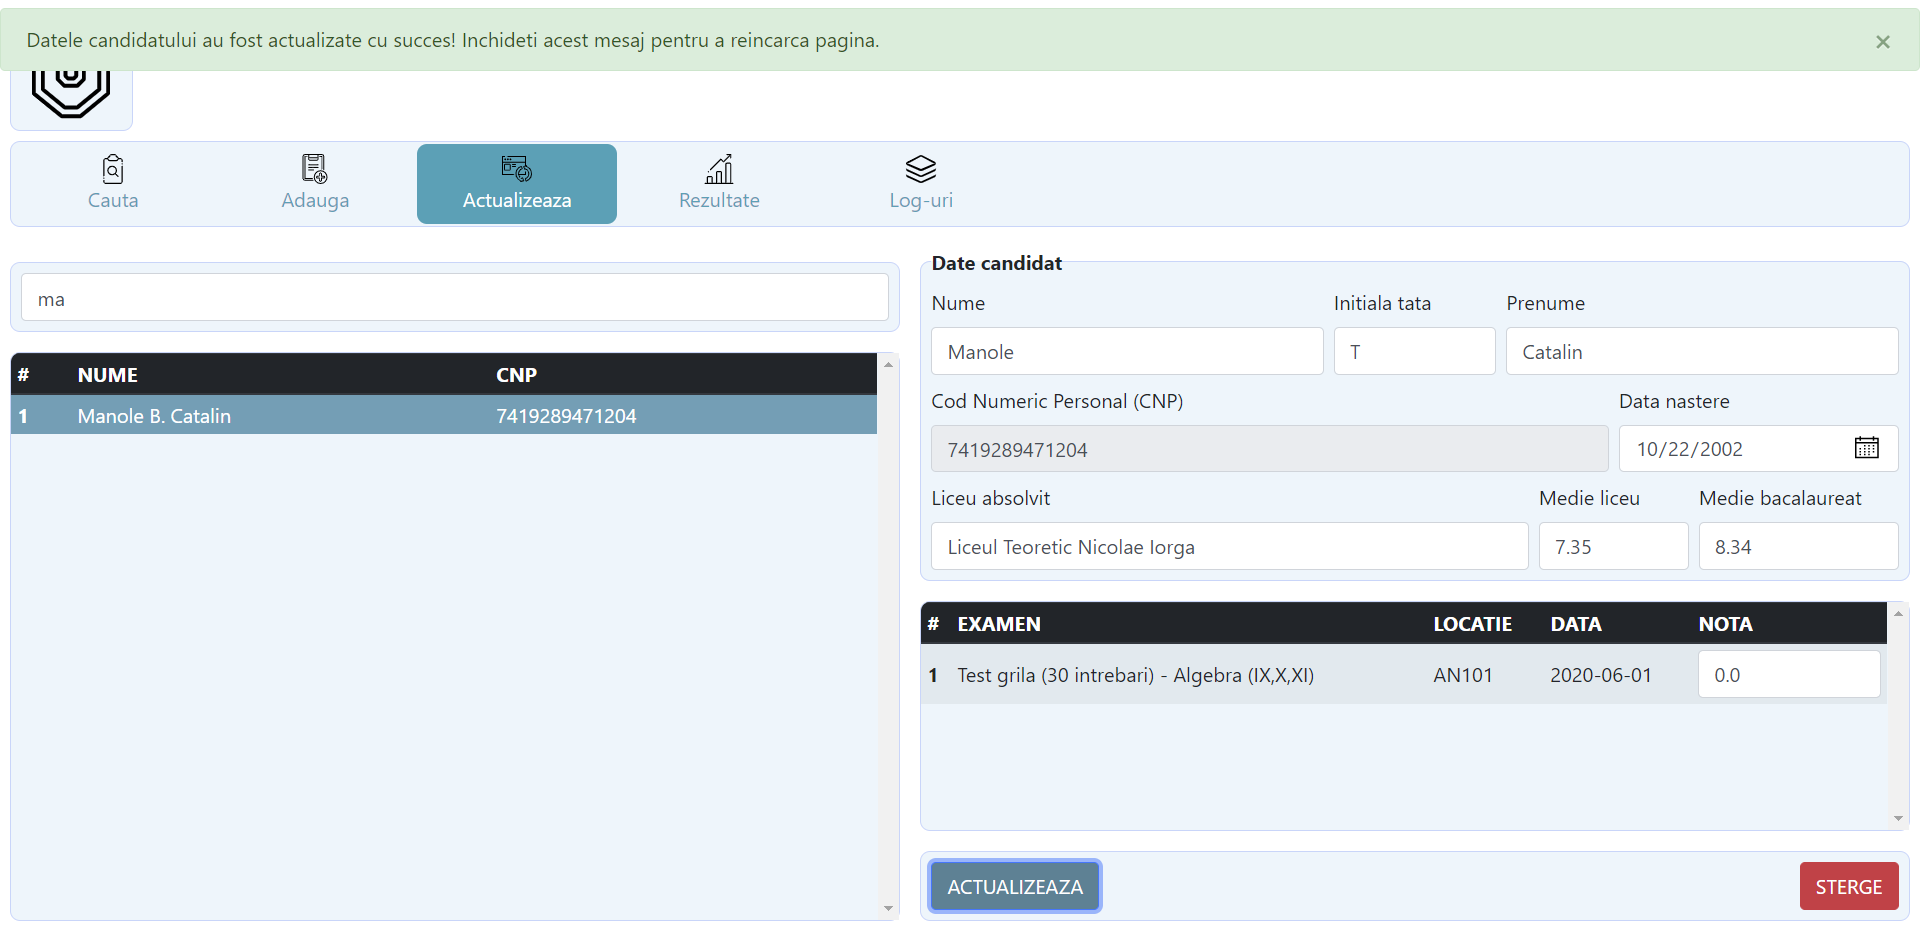 Datele candidatului au fost actualizate cu succes! Inchideti acest mesaj pentru a reincarca pagina.
×
Cauta Adauga Actualizeaza Rezultate Log-uri
ma
# NUME CNP
1 Manole B. Catalin 7419289471204
Date candidat
Nume Initiala tata Prenume
Manole T Catalin
Cod Numeric Personal (CNP) Data nastere
7419289471204 10/22/2002
Liceu absolvit Medie liceu Medie bacalaureat
Liceul Teoretic Nicolae Iorga 7.35 8.34
# EXAMEN LOCATIE DATA NOTA
1 Test grila (30 intrebari) - Algebra (IX,X,XI) AN101 2020-06-01 0.0
ACTUALIZEAZA STERGE